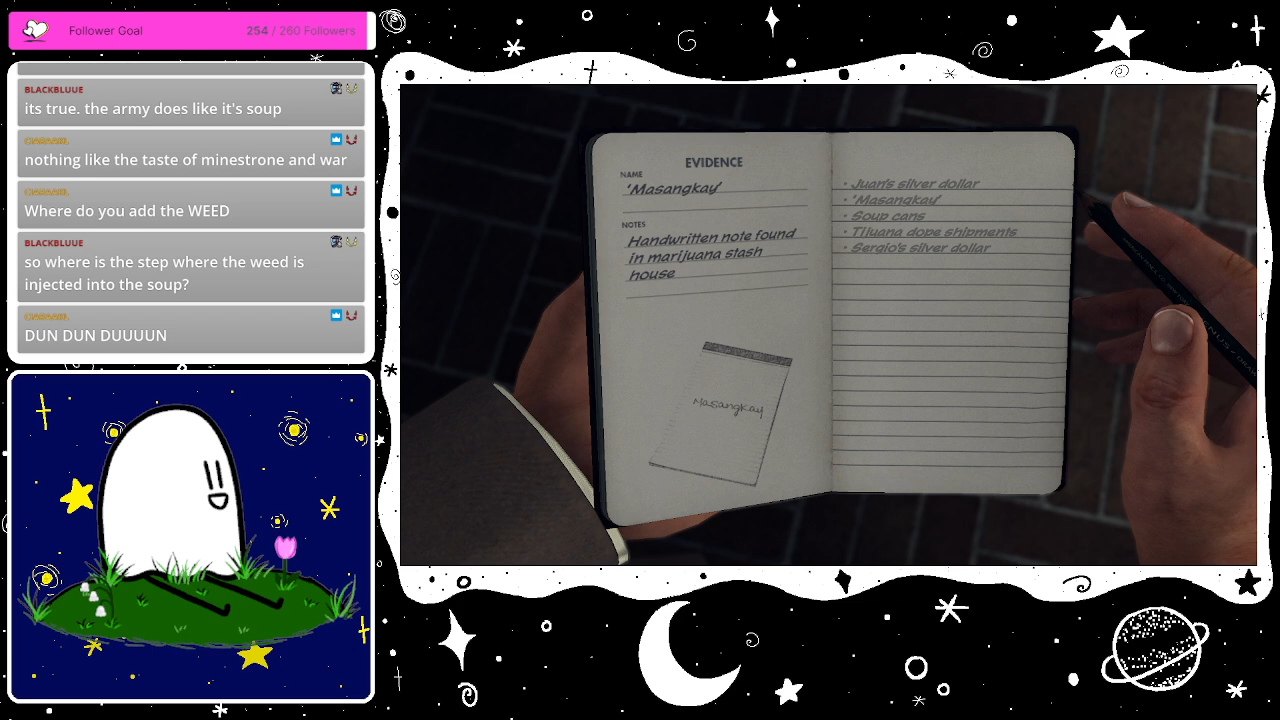 Follower Goal 254 / 260 Followers
BLACKBLUUE
its true. the army does like it's soup
nothing like the taste of minestrone and war
Where do you add the WEED
BLACKBLUUE
so where is the step where the weed is
injected into the soup?
DUN DUN DUUUUN
EVIDENCE
NAME
'Masangkay'
NOTES
Handwritten note found
in marijuana stash
house
Masangkay
· Juan's silver dollar
· 'Masangkay'
· Soup cans
· Tijuana dope shipments
· Sergio's silver dollar